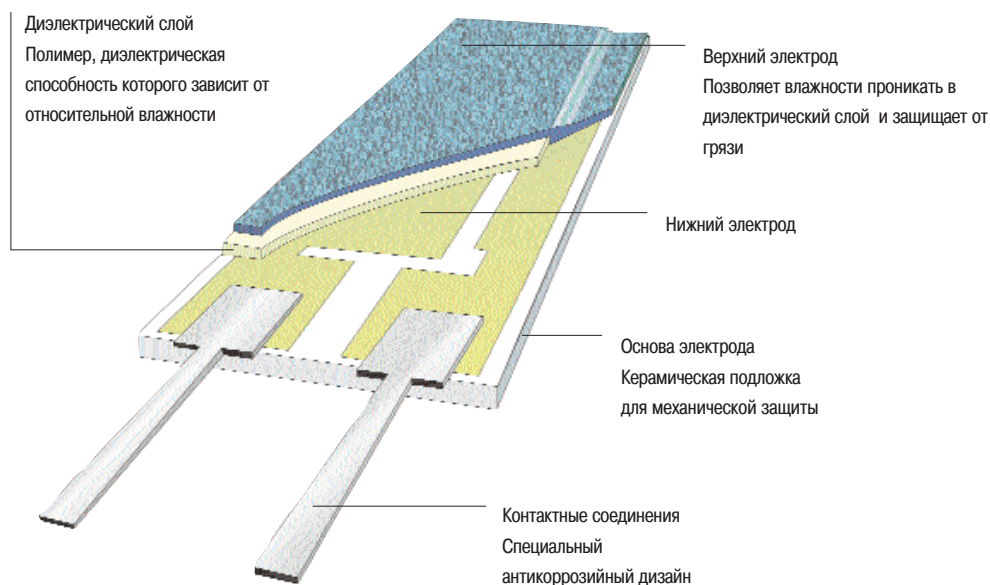 Диэлектрический слой
Полимер, диэлектрическая
способность которого зависит от
относительной влажности
Верхний электрод
Позволяет влажности проникать в
диэлектрический слой и защищает от
грязи
Нижний электрод
Основа электрода
Керамическая подложка
для механической защиты
Контактные соединения
Специальный
антикоррозийный дизайн